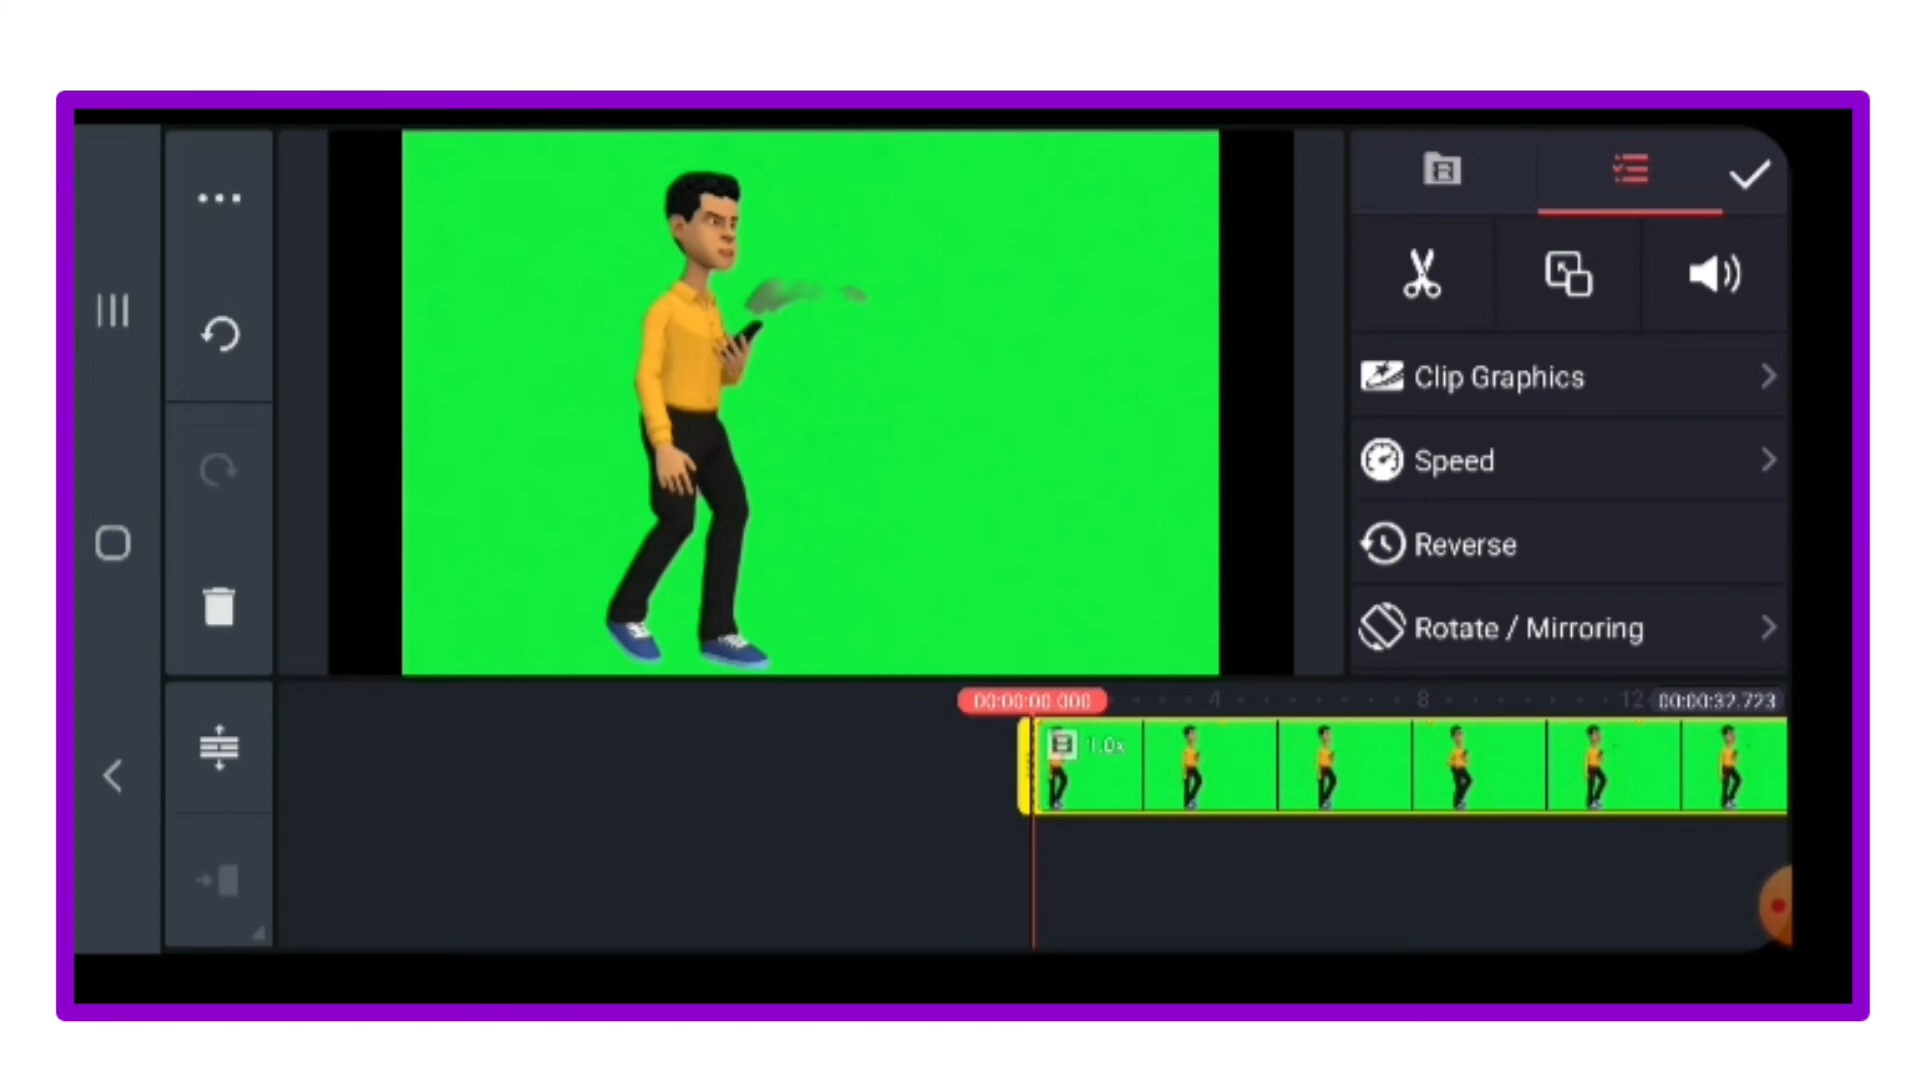 Clip Graphics
Speed
Reverse
Rotate / Mirroring
00:00:00.000
4
8
12
00:00:32.723
1.0x